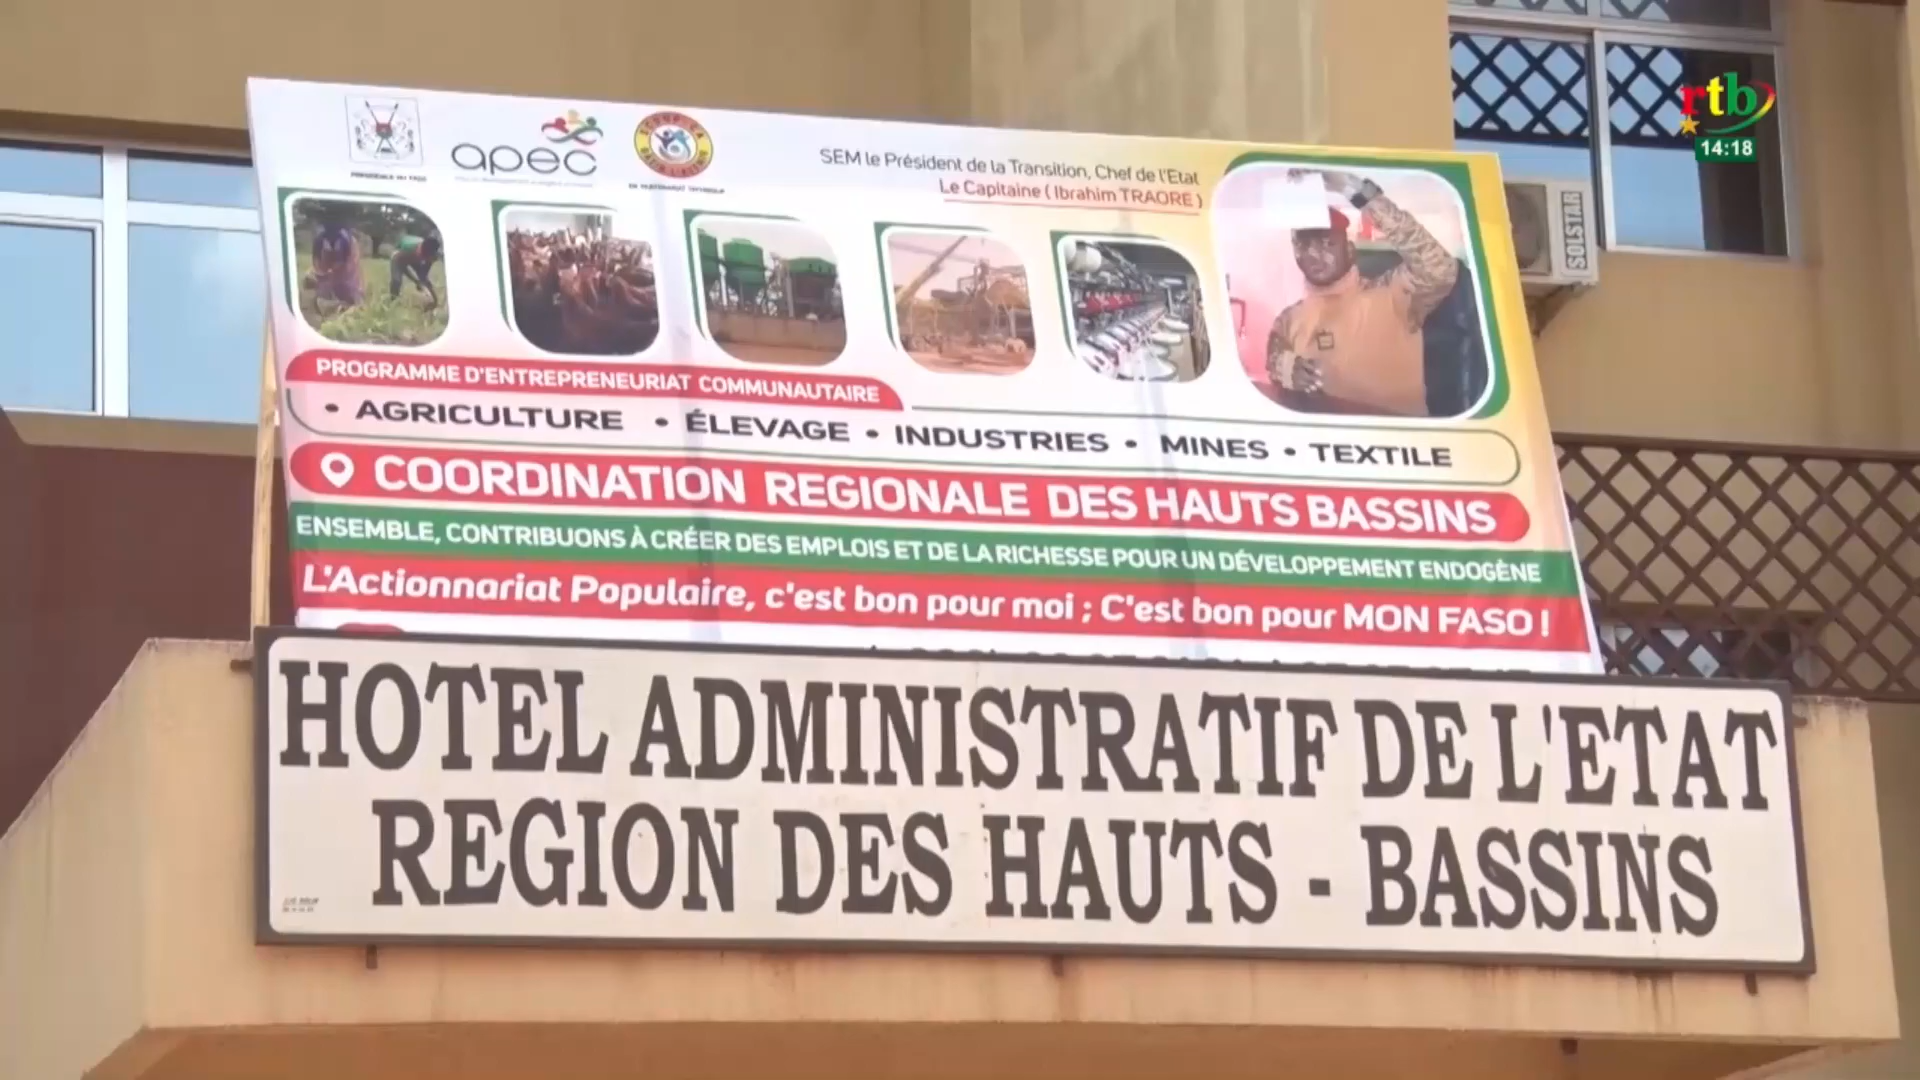 rtb
14:18
apec
SEM le Président de la Transition, Chef de l'Etat
Le Capitaine ( Ibrahim TRAORE )
SOLSTAR
PROGRAMME D'ENTREPRENEURIAT COMMUNAUTAIRE
• AGRICULTURE • ÉLEVAGE • INDUSTRIES • MINES • TEXTILE
COORDINATION REGIONALE DES HAUTS BASSINS
ENSEMBLE, CONTRIBUONS À CRÉER DES EMPLOIS ET DE LA RICHESSE POUR UN DÉVELOPPEMENT ENDOGÈNE
L'Actionnariat Populaire, c'est bon pour moi ; C'est bon pour MON FASO !
HOTEL ADMINISTRATIF DE L'ETAT
REGION DES HAUTS - BASSINS